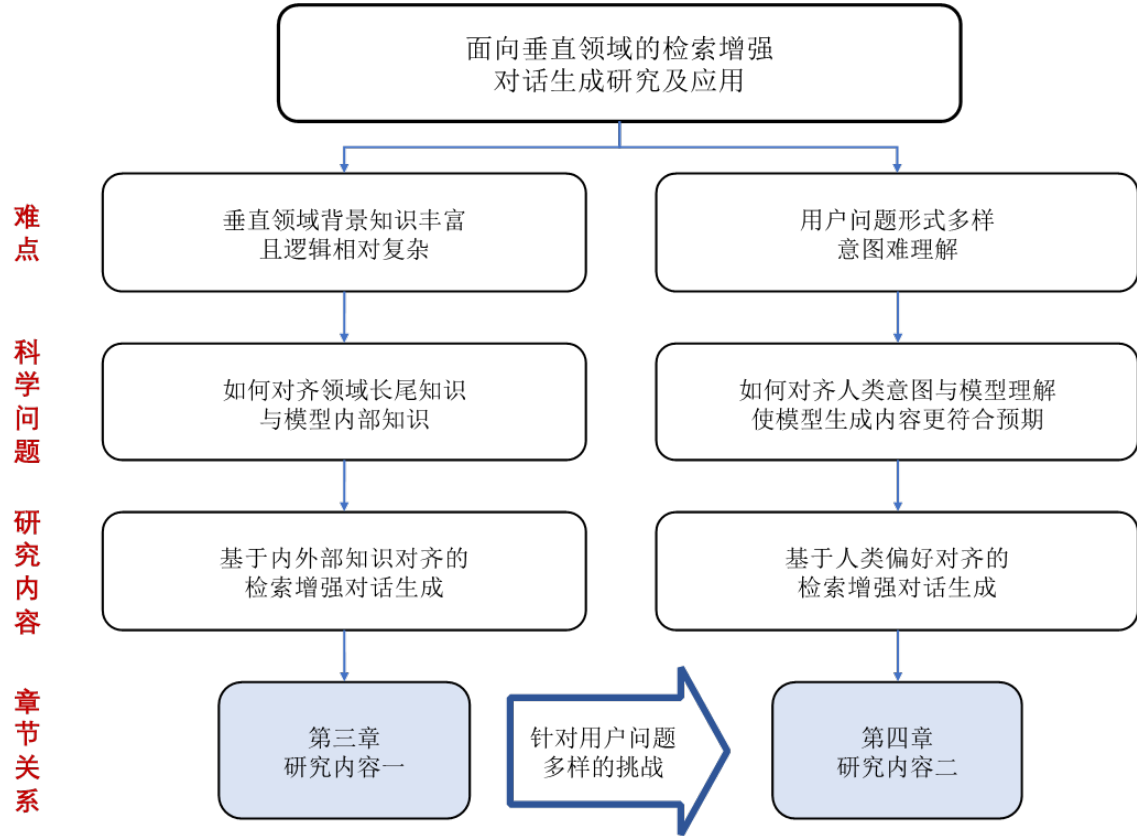 面向垂直领域的检索增强
对话生成研究及应用
难点
垂直领域背景知识丰富
且逻辑相对复杂
用户问题形式多样
意图难理解
科学问题
如何对齐领域长尾知识
与模型内部知识
如何对齐人类意图与模型理解
使模型生成内容更符合预期
研究内容
基于内外部知识对齐的
检索增强对话生成
基于人类偏好对齐的
检索增强对话生成
章节关系
第三章
研究内容一
针对用户问题
多样的挑战
第四章
研究内容二